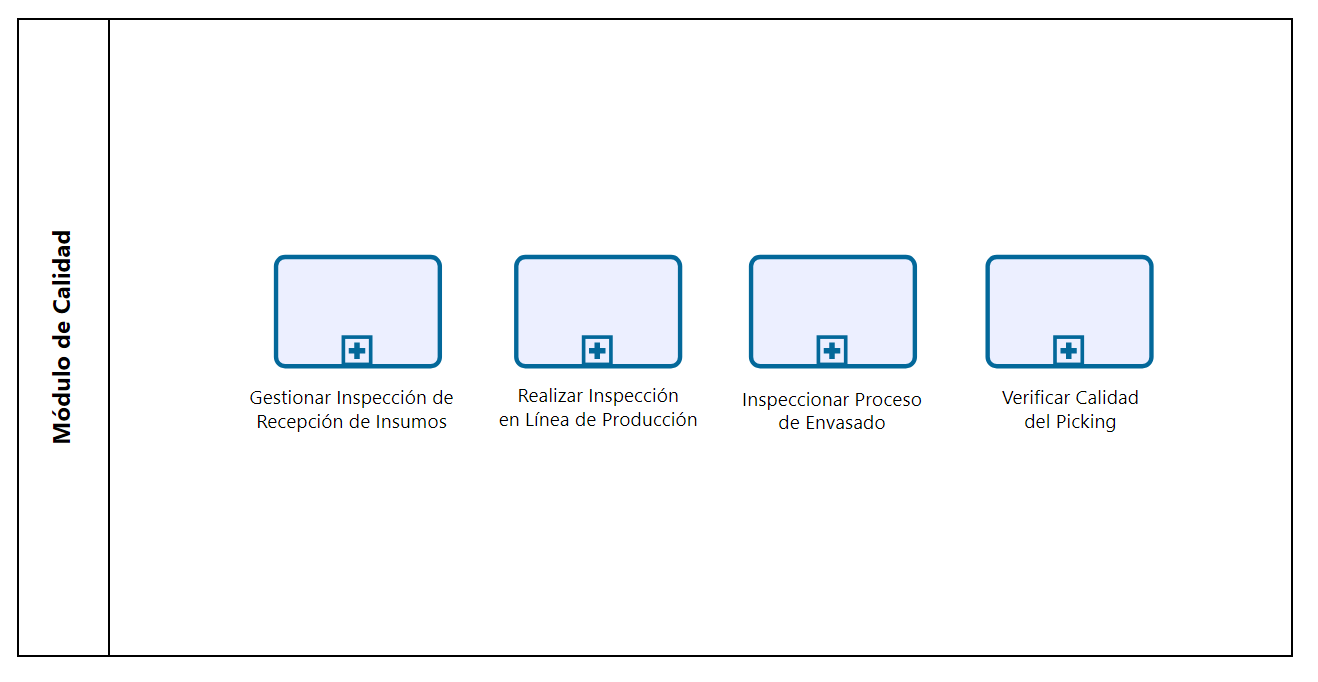 Módulo de Calidad
Gestionar Inspección de
Recepción de Insumos
Realizar Inspección
en Línea de Producción
Inspeccionar Proceso
de Envasado
Verificar Calidad
del Picking